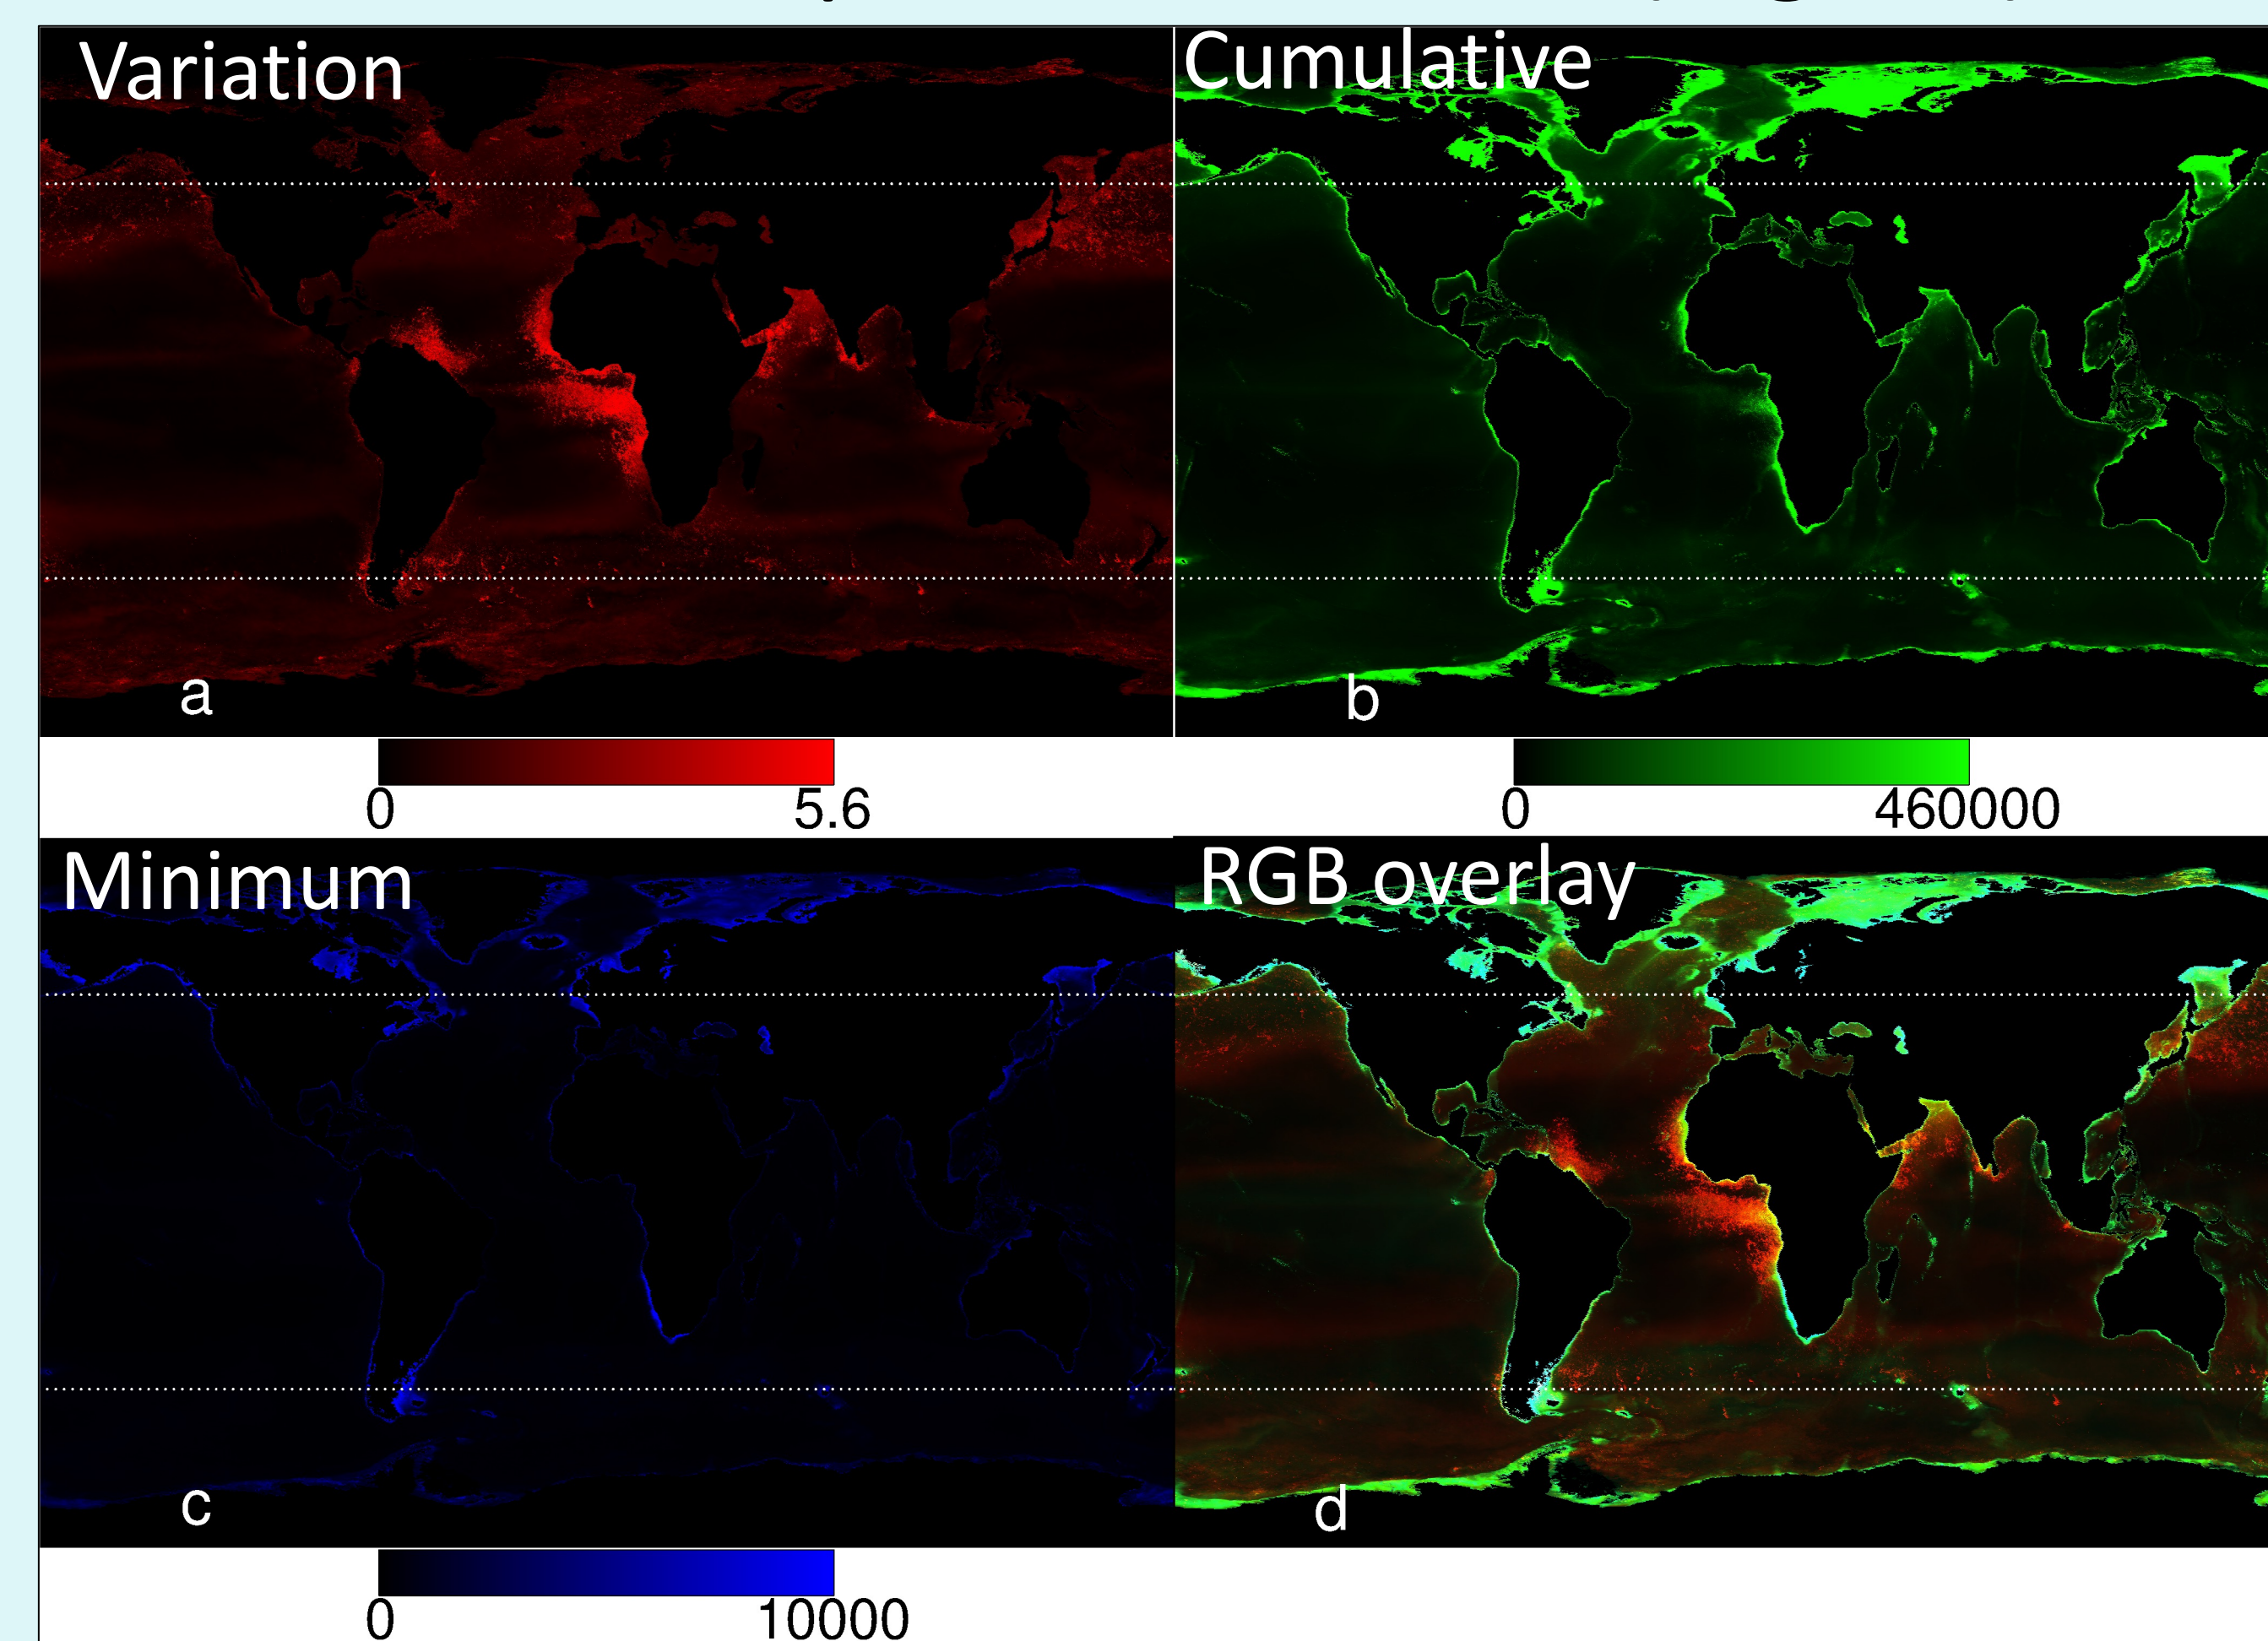 Variation
Cumulative
a
b
0
5.6
0
460000
Minimum
RGB overlay
c
d
0
10000